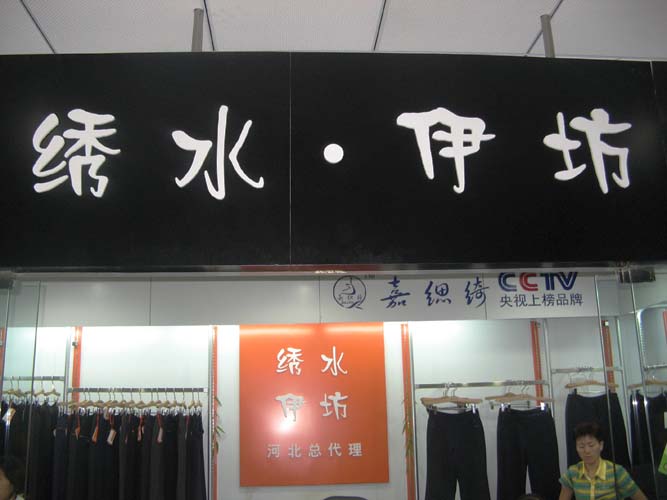 绣水·伊坊
嘉缌绮
CCTV
央视上榜品牌
绣水
伊坊
河北总代理